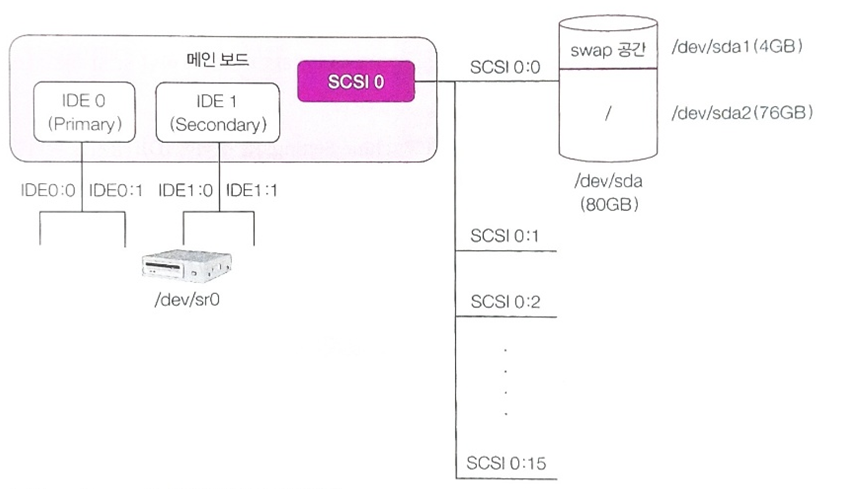 메인 보드
SCSI 0
IDE 0
(Primary)
IDE 1
(Secondary)
IDE0:0
IDE0:1
IDE1:0
IDE1:1
/dev/sr0
SCSI 0:0
swap 공간
/dev/sda1(4GB)
/
/dev/sda2(76GB)
/dev/sda
(80GB)
SCSI 0:1
SCSI 0:2
SCSI 0:15